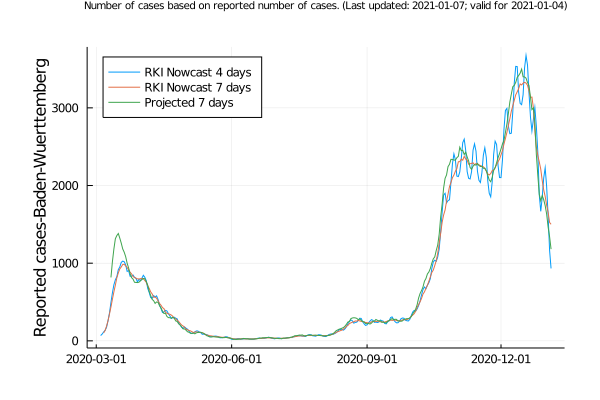 Number of cases based on reported number of cases. (Last updated: 2021-01-07; valid for 2021-01-04)
RKI Nowcast 4 days
RKI Nowcast 7 days
Projected 7 days
Reported cases-Baden-Wuerttemberg
3000
2000
1000
0
2020-03-01 2020-06-01 2020-09-01 2020-12-01